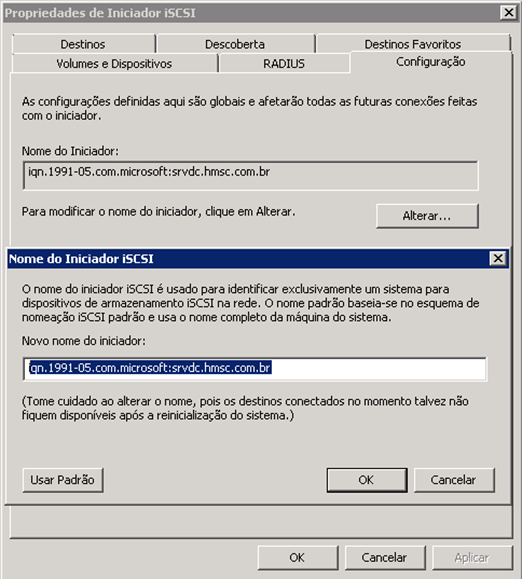 Propriedades de Iniciador iSCSI
Destinos
Descoberta
Destinos Favoritos
Volumes e Dispositivos
RADIUS
Configuração
As configurações definidas aqui são globais e afetarão todas as futuras conexões feitas
com o iniciador.
Nome do Iniciador:
iqn.1991-05.com.microsoft:srvdc.hmsc.com.br
Para modificar o nome do iniciador, clique em Alterar.
Alterar...
Nome do Iniciador iSCSI
O nome do iniciador iSCSI é usado para identificar exclusivamente um sistema para
dispositivos de armazenamento iSCSI na rede. O nome padrão baseia-se no esquema de
nomeação iSCSI padrão e usa o nome completo da máquina do sistema.
Novo nome do iniciador:
iqn.1991-05.com.microsoft:srvdc.hmsc.com.br
(Tome cuidado ao alterar o nome, pois os destinos conectados no momento talvez não
fiquem disponíveis após a reinicialização do sistema.)
Usar Padrão
OK
Cancelar
OK
Cancelar
Aplicar